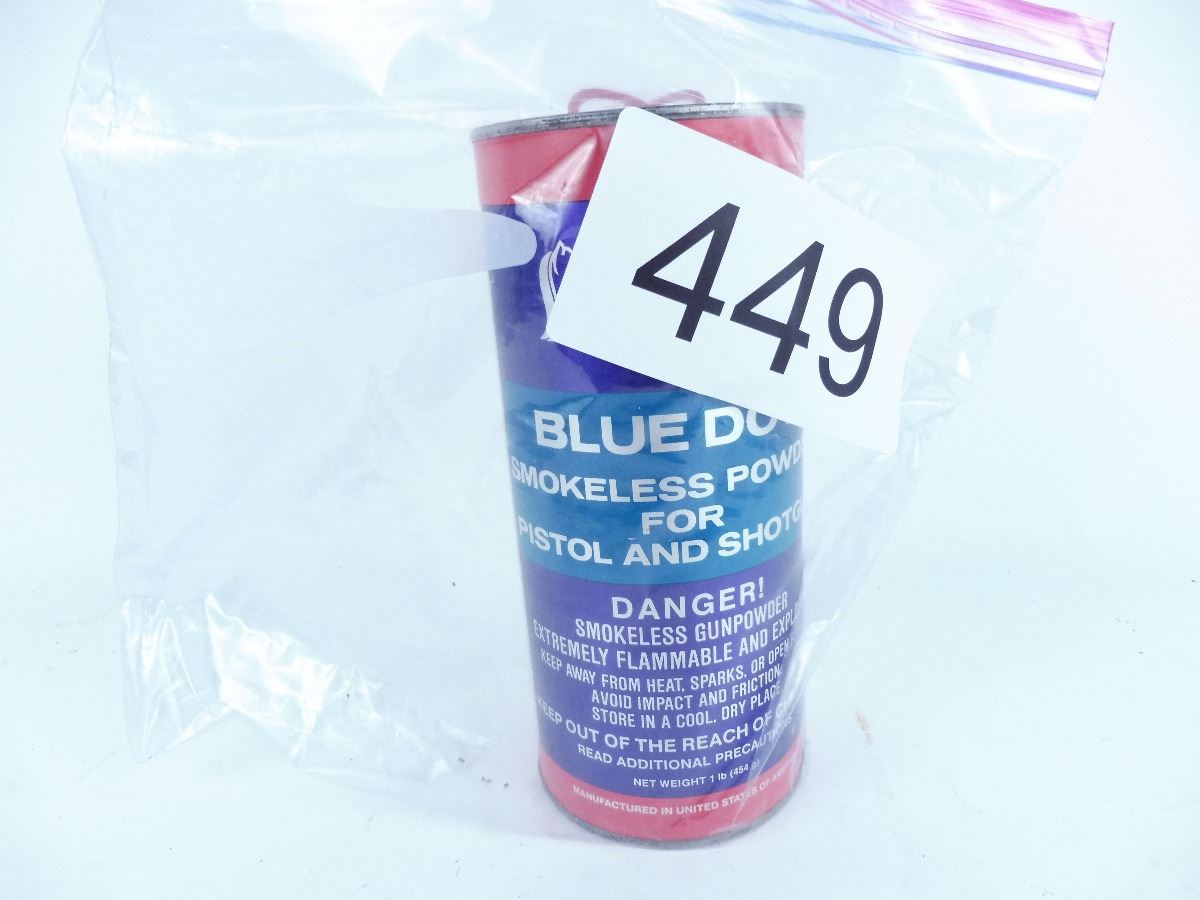 449
BLUE DO
SMOKELESS POWD
FOR
PISTOL AND SHOTG
DANGER!
SMOKELESS GUNPOWDER
EXTREMELY FLAMMABLE AND EXPL
KEEP AWAY FROM HEAT, SPARKS, OR OPEN
AVOID IMPACT AND FRICTION.
STORE IN A COOL, DRY PLACE
KEEP OUT OF THE REACH OF C
READ ADDITIONAL PRECAUT
NET WEIGHT 1 lb (454 g)
MANUFACTURED IN UNITED STATES OF AMER